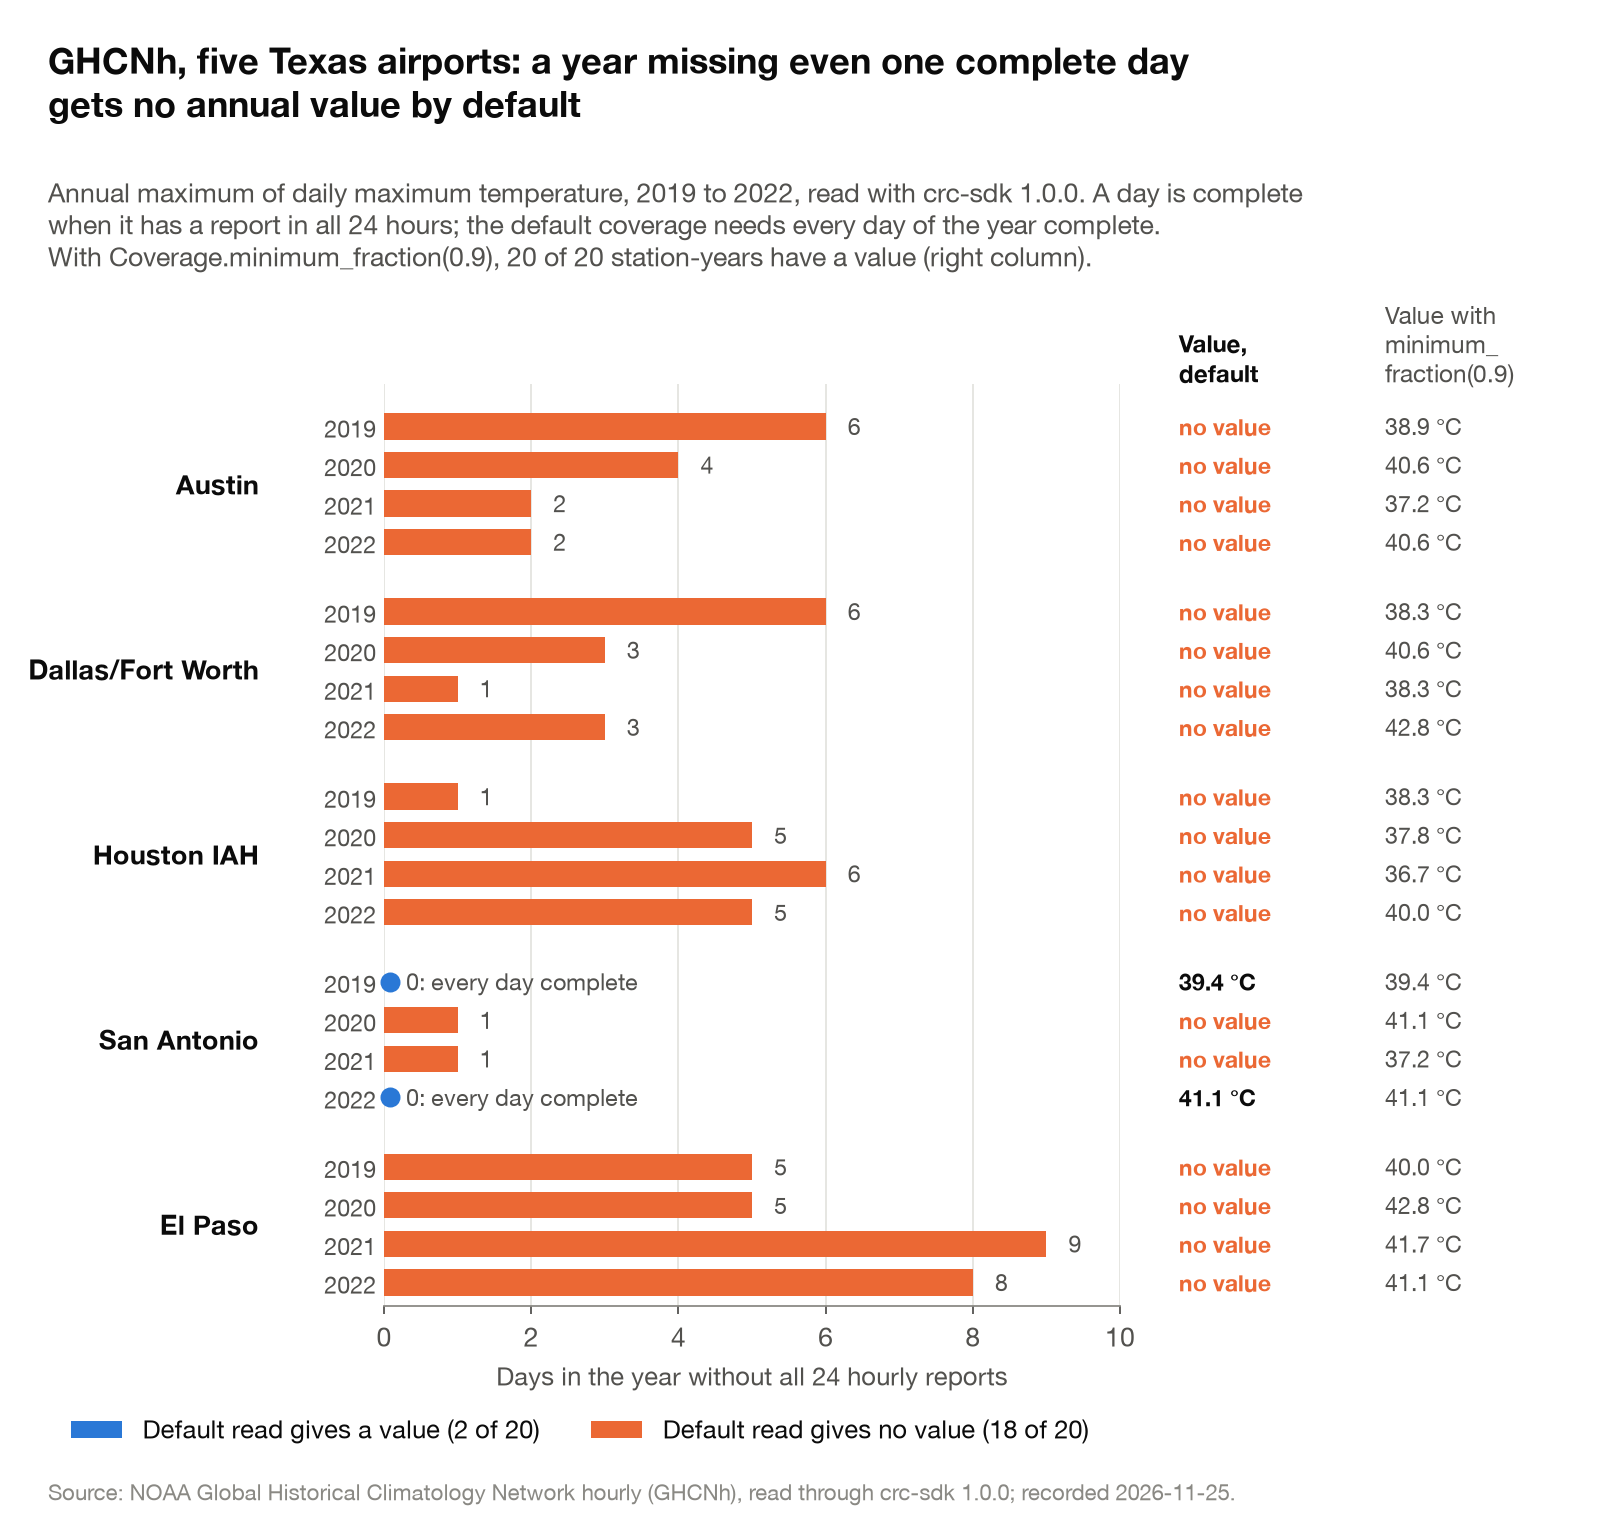 GHCNh, five Texas airports: a year missing even one complete day
gets no annual value by default
Annual maximum of daily maximum temperature, 2019 to 2022, read with crc-sdk 1.0.0. A day is complete
when it has a report in all 24 hours; the default coverage needs every day of the year complete.
With Coverage.minimum_fraction(0.9), 20 of 20 station-years have a value (right column).
Value,
default
Value with
minimum_
fraction(0.9)
Austin
2019 6 no value 38.9 °C
2020 4 no value 40.6 °C
2021 2 no value 37.2 °C
2022 2 no value 40.6 °C
Dallas/Fort Worth
2019 6 no value 38.3 °C
2020 3 no value 40.6 °C
2021 1 no value 38.3 °C
2022 3 no value 42.8 °C
Houston IAH
2019 1 no value 38.3 °C
2020 5 no value 37.8 °C
2021 6 no value 36.7 °C
2022 5 no value 40.0 °C
San Antonio
2019 0: every day complete 39.4 °C 39.4 °C
2020 1 no value 41.1 °C
2021 1 no value 37.2 °C
2022 0: every day complete 41.1 °C 41.1 °C
El Paso
2019 5 no value 40.0 °C
2020 5 no value 42.8 °C
2021 9 no value 41.7 °C
2022 8 no value 41.1 °C
0 2 4 6 8 10
Days in the year without all 24 hourly reports
Default read gives a value (2 of 20) Default read gives no value (18 of 20)
Source: NOAA Global Historical Climatology Network hourly (GHCNh), read through crc-sdk 1.0.0; recorded 2026-11-25.